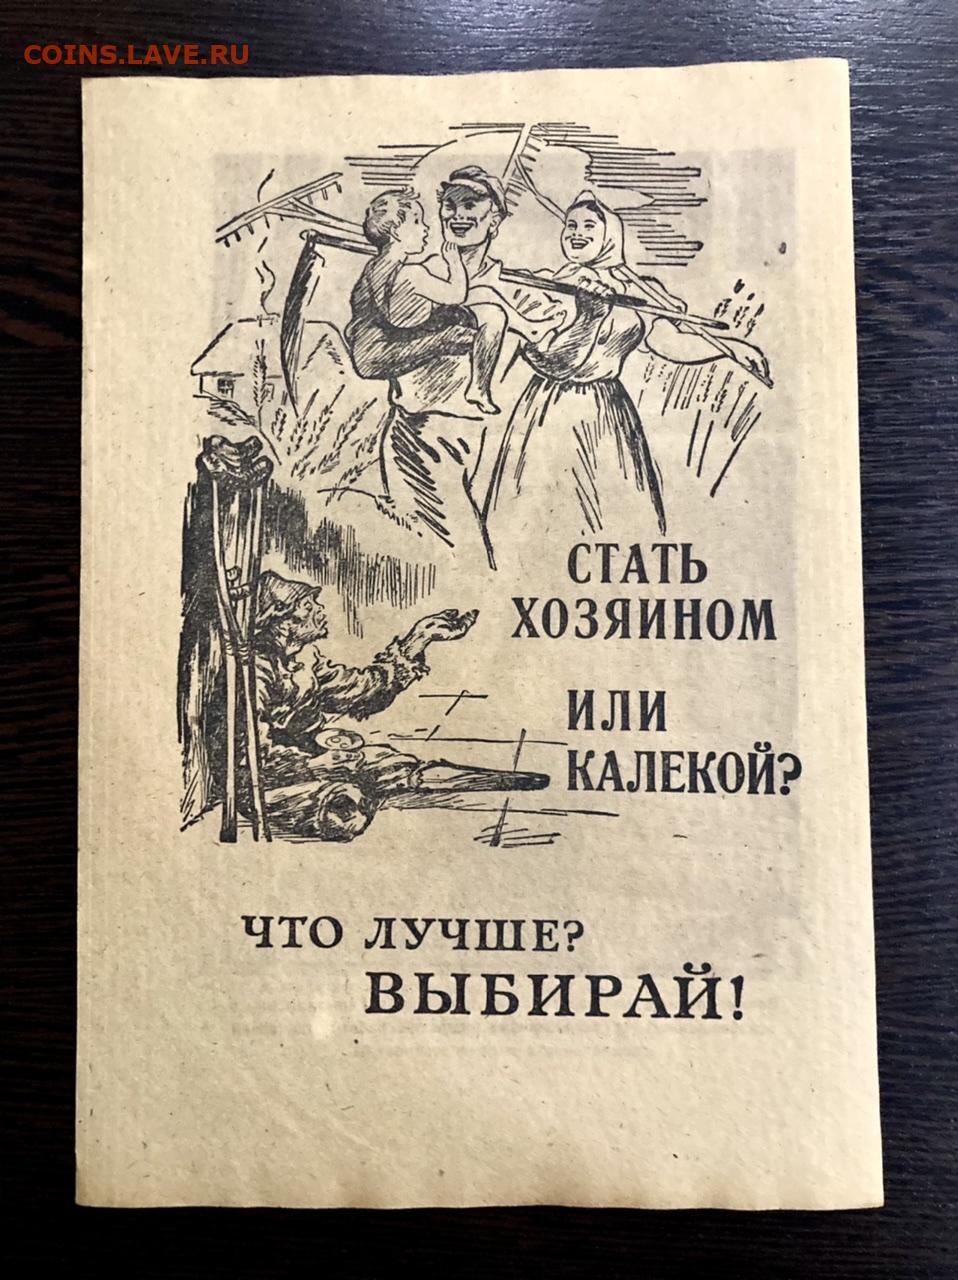 COINS.LAVE.RU
СТАТЬ
ХОЗЯИНОМ
ИЛИ
КАЛЕКОЙ?
ЧТО ЛУЧШЕ?
ВЫБИРАЙ!